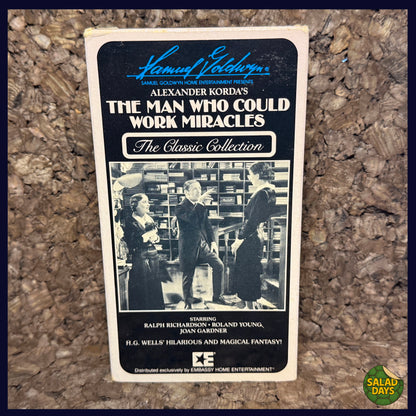 Samuel Goldwyn
SAMUEL GOLDWYN HOME ENTERTAINMENT PRESENTS
ALEXANDER KORDA'S
THE MAN WHO COULD
WORK MIRACLES
The Classic Collection
STARRING
RALPH RICHARDSON • ROLAND YOUNG,
JOAN GARDNER
H.G. WELLS' HILARIOUS AND MAGICAL FANTASY!
Distributed exclusively by EMBASSY HOME ENTERTAINMENT
SALAD
DAYS